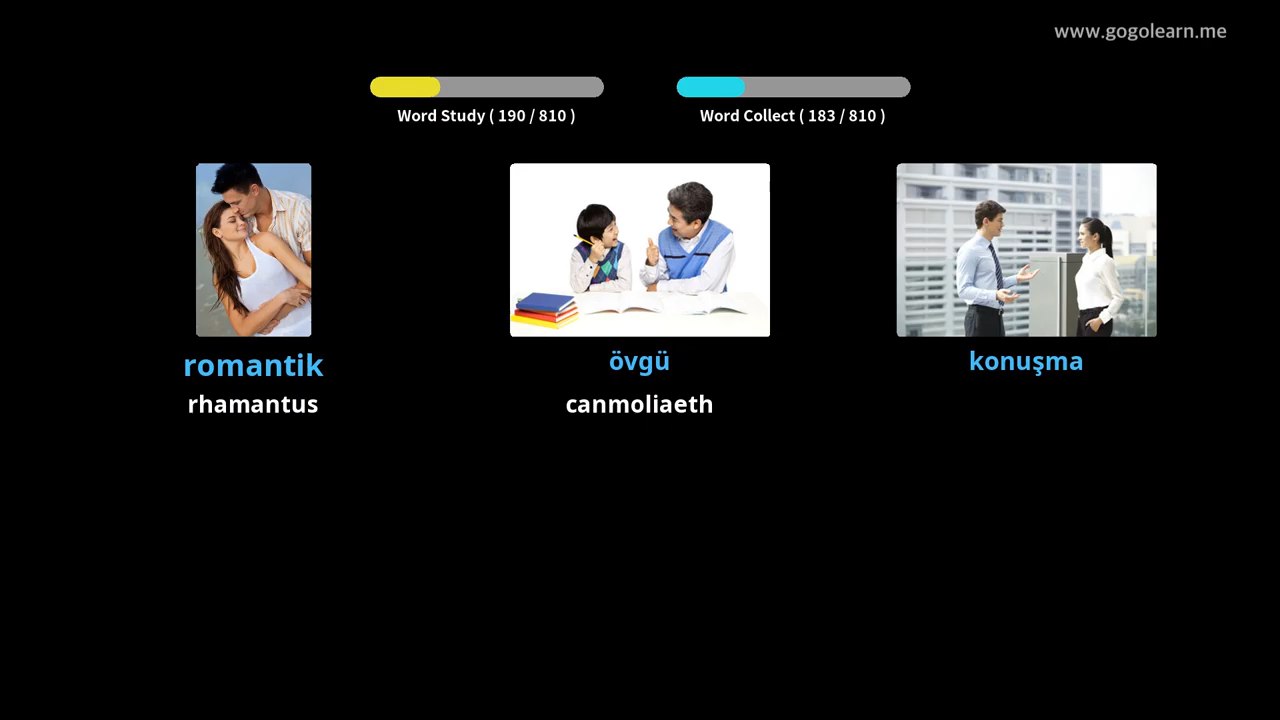 www.gogolearn.me
Word Study ( 190 / 810 )
Word Collect ( 183 / 810 )
romantik
rhamantus
övgü
canmoliaeth
konuşma